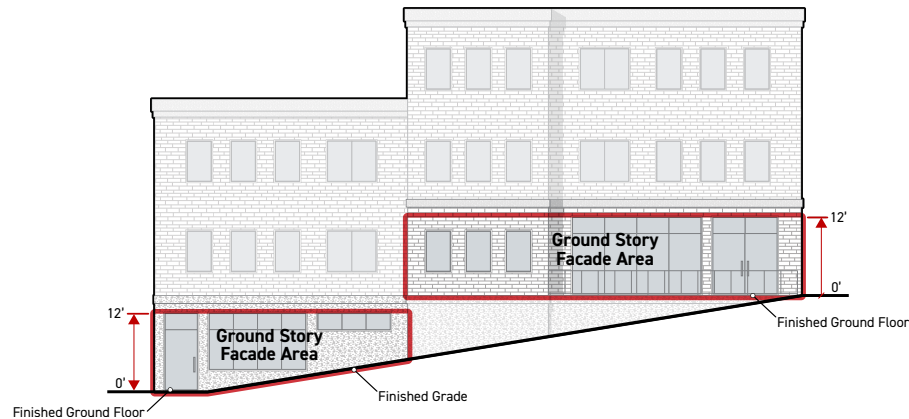 12'
Ground Story
Facade Area
0'
Finished Ground Floor
12'
Ground Story
Facade Area
0'
Finished Grade
Finished Ground Floor